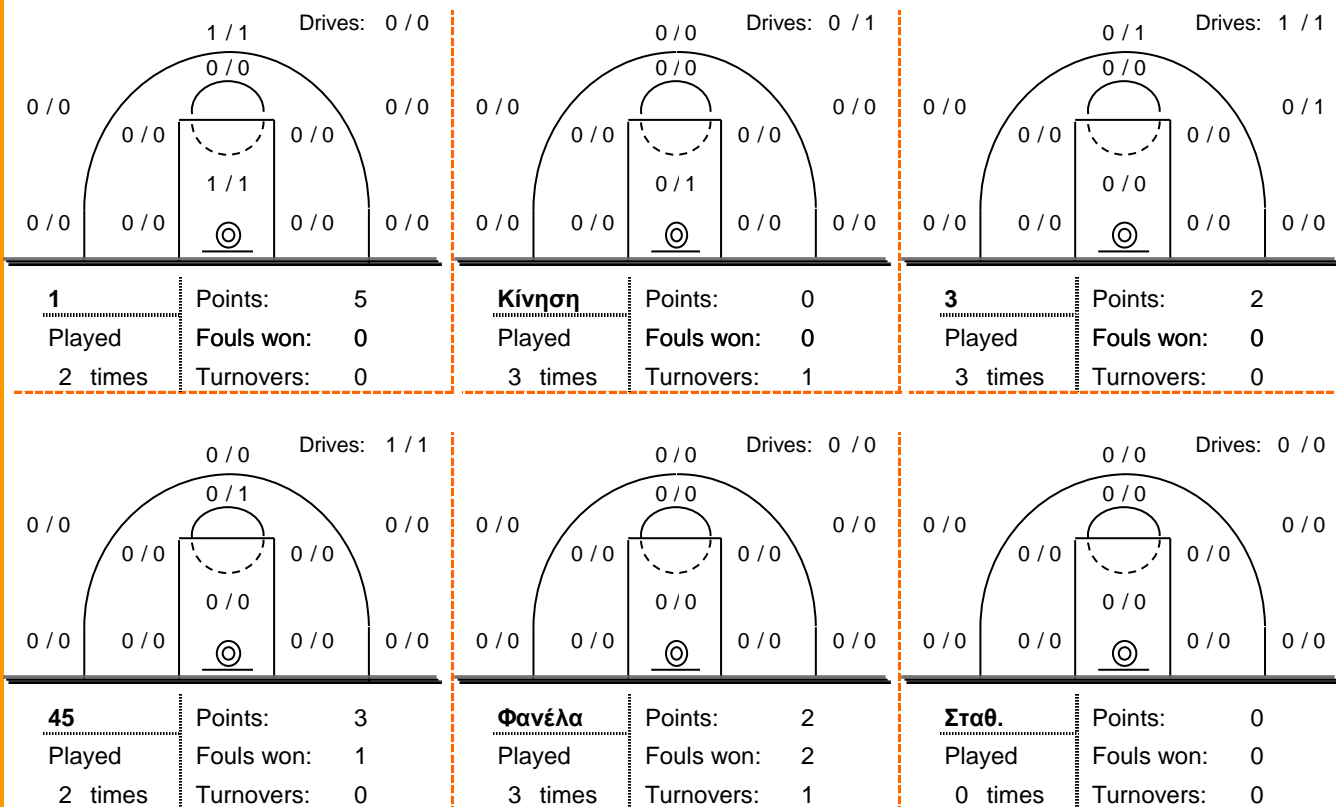 1 / 1 Drives: 0 / 0
0 / 0
0 / 0 0 / 0
0 / 0 0 / 0
1 / 1
0 / 0 0 / 0 0 / 0 0 / 0
1 Points: 5
Played Fouls won: 0
2 times Turnovers: 0
0 / 0 Drives: 0 / 1
0 / 0
0 / 0 0 / 0
0 / 0 0 / 0
0 / 1
0 / 0 0 / 0 0 / 0 0 / 0
Κίνηση Points: 0
Played Fouls won: 0
3 times Turnovers: 1
0 / 1 Drives: 1 / 1
0 / 0
0 / 0 0 / 1
0 / 0 0 / 0
0 / 0
0 / 0 0 / 0 0 / 0 0 / 0
3 Points: 2
Played Fouls won: 0
3 times Turnovers: 0
0 / 0 Drives: 1 / 1
0 / 1
0 / 0 0 / 0
0 / 0 0 / 0
0 / 0
0 / 0 0 / 0 0 / 0 0 / 0
45 Points: 3
Played Fouls won: 1
2 times Turnovers: 0
0 / 0 Drives: 0 / 0
0 / 0
0 / 0 0 / 0
0 / 0 0 / 0
0 / 0
0 / 0 0 / 0 0 / 0 0 / 0
Φανέλα Points: 2
Played Fouls won: 2
3 times Turnovers: 1
0 / 0 Drives: 0 / 0
0 / 0
0 / 0 0 / 0
0 / 0 0 / 0
0 / 0
0 / 0 0 / 0 0 / 0 0 / 0
Σταθ. Points: 0
Played Fouls won: 0
0 times Turnovers: 0